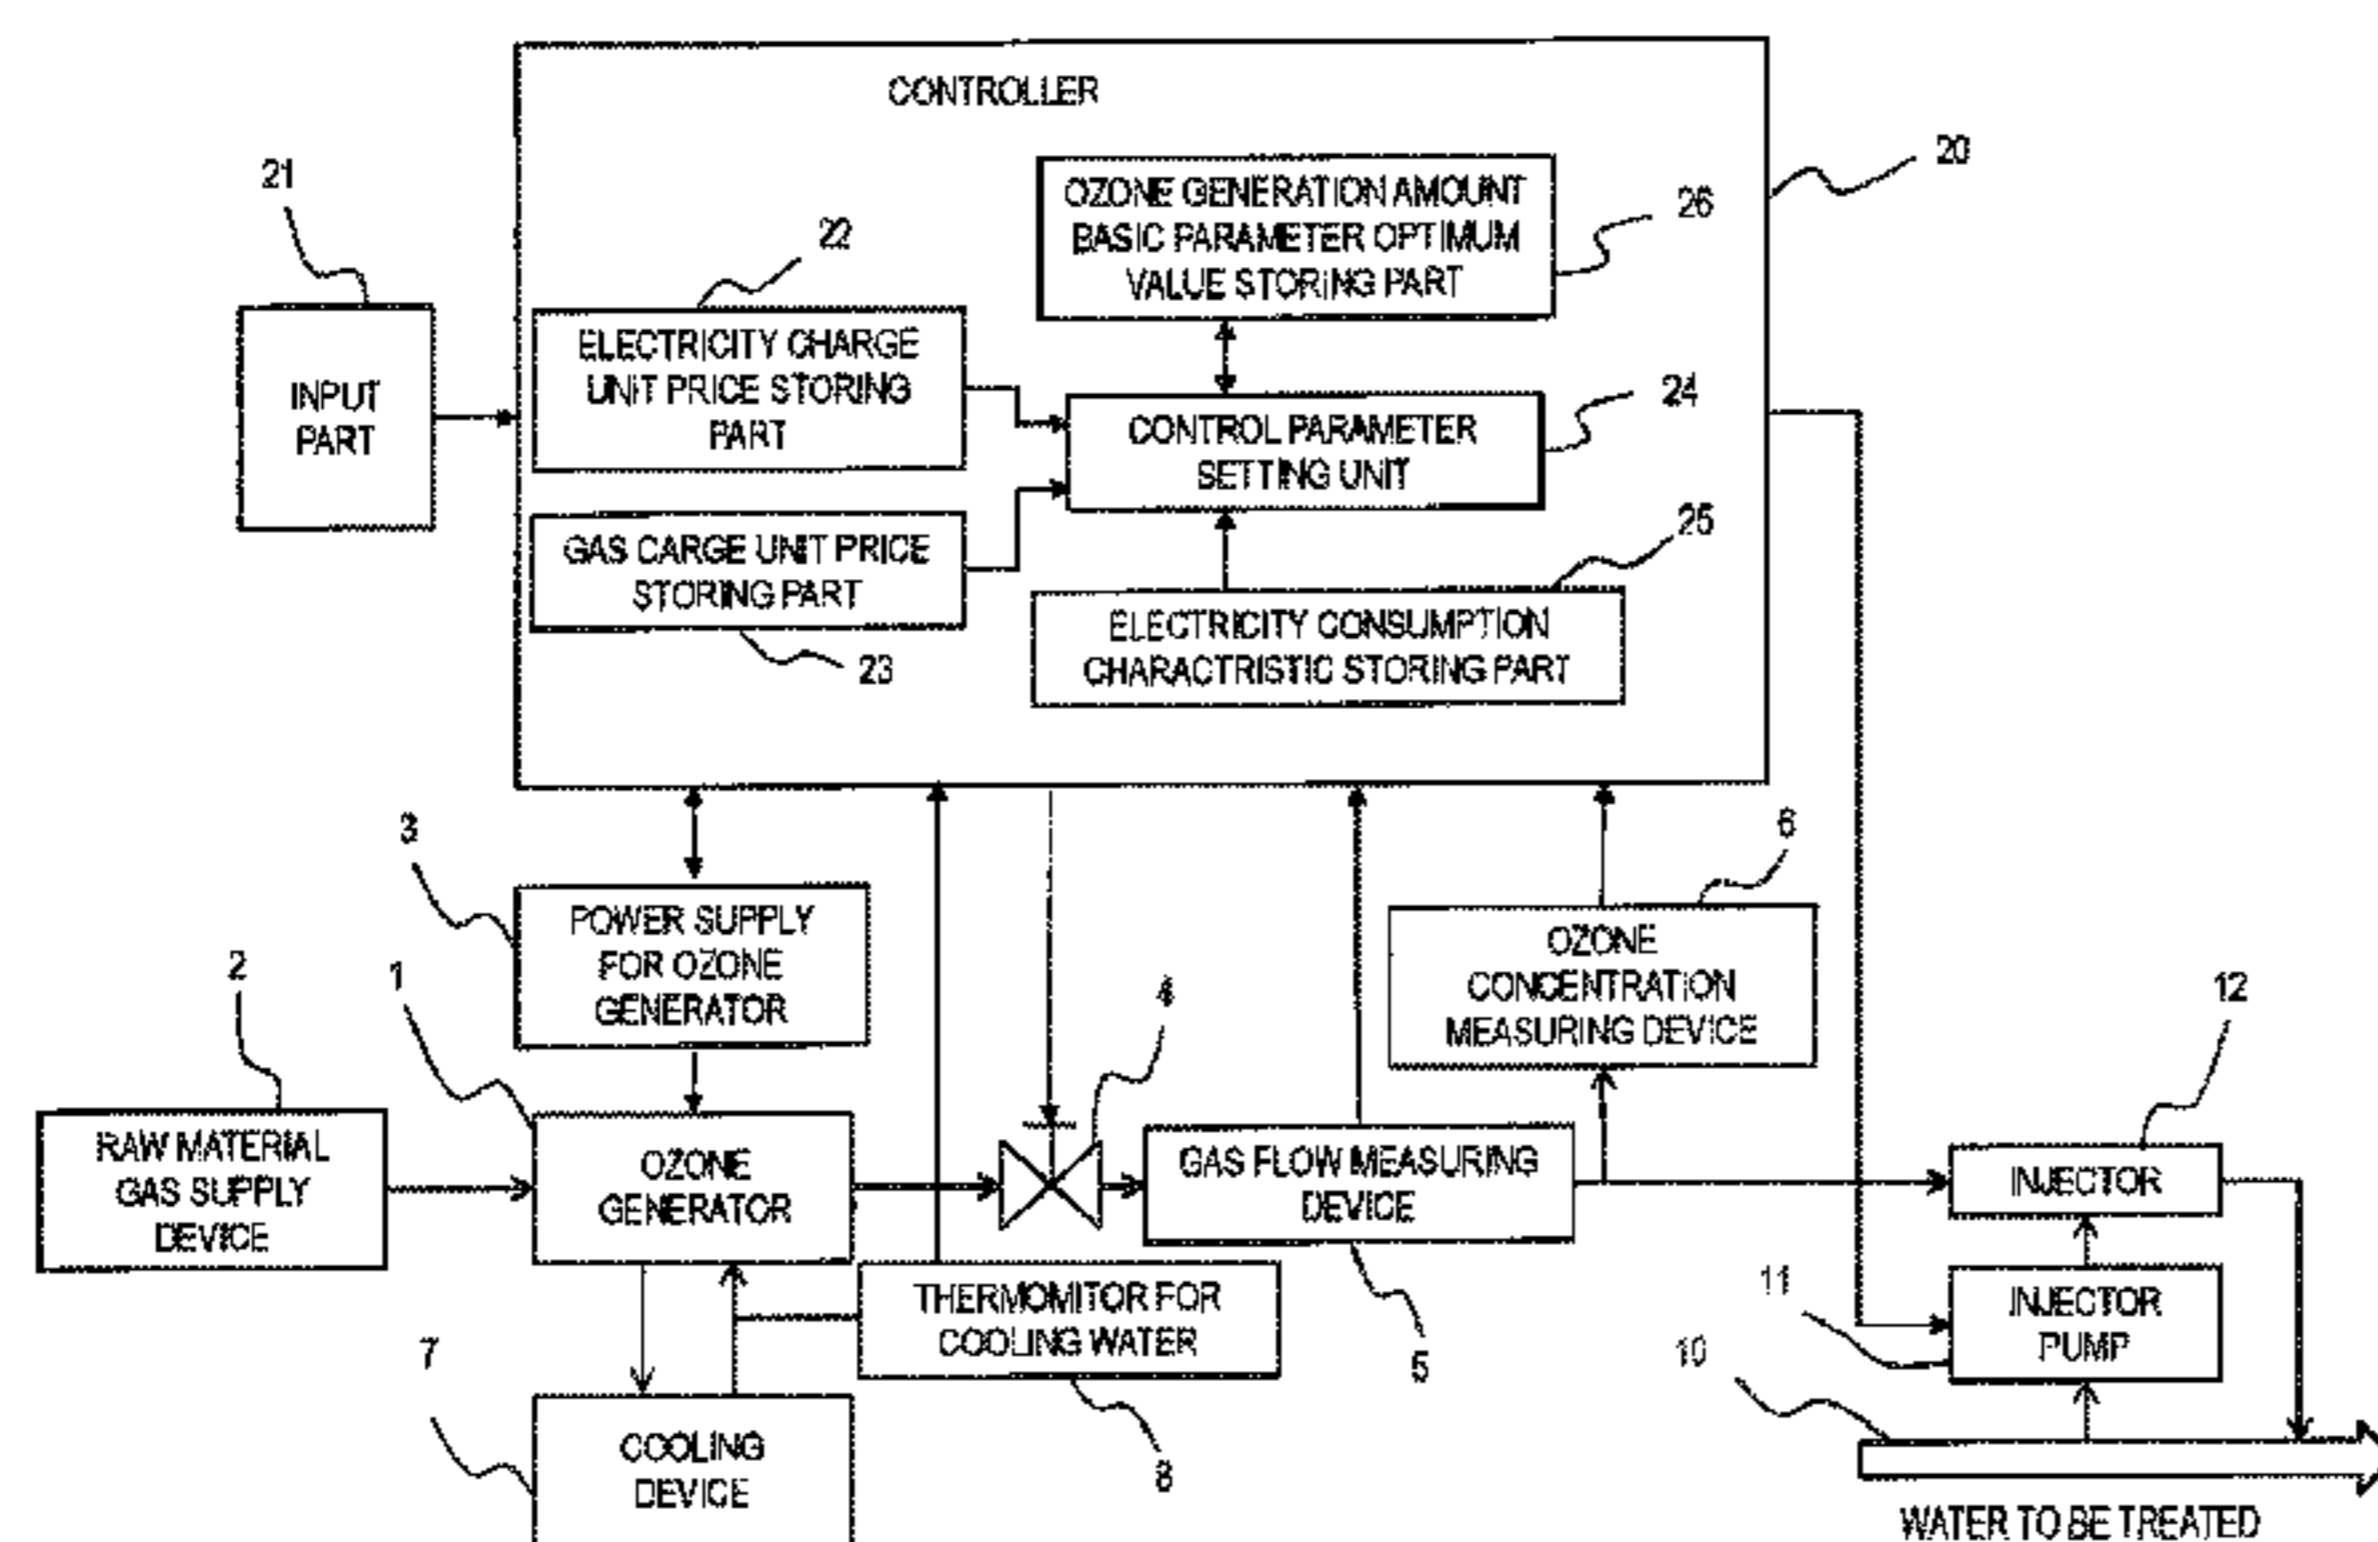 CONTROLLER
20
21
OZONE GENERATION AMOUNT
BASIC PARAMETER OPTIMUM
VALUE STORING PART
26
22
ELECTRICITY CHARGE
UNIT PRICE STORING
PART
INPUT
PART
24
CONTROL PARAMETER
SETTING UNIT
25
GAS CARGE UNIT PRICE
STORING PART
23
ELECTRICITY CONSUMPTION
CHARACTRISTIC STORING PART
3
6
POWER SUPPLY
FOR OZONE
GENERATOR
OZONE
CONCENTRATION
MEASURING DEVICE
2
1
4
12
RAW MATERIAL
GAS SUPPLY
DEVICE
OZONE
GENERATOR
GAS FLOW MEASURING
DEVICE
INJECTOR
THERMOMITOR FOR
COOLING WATER
11
INJECTOR
PUMP
7
5
10
COOLING
DEVICE
8
WATER TO BE TREATED